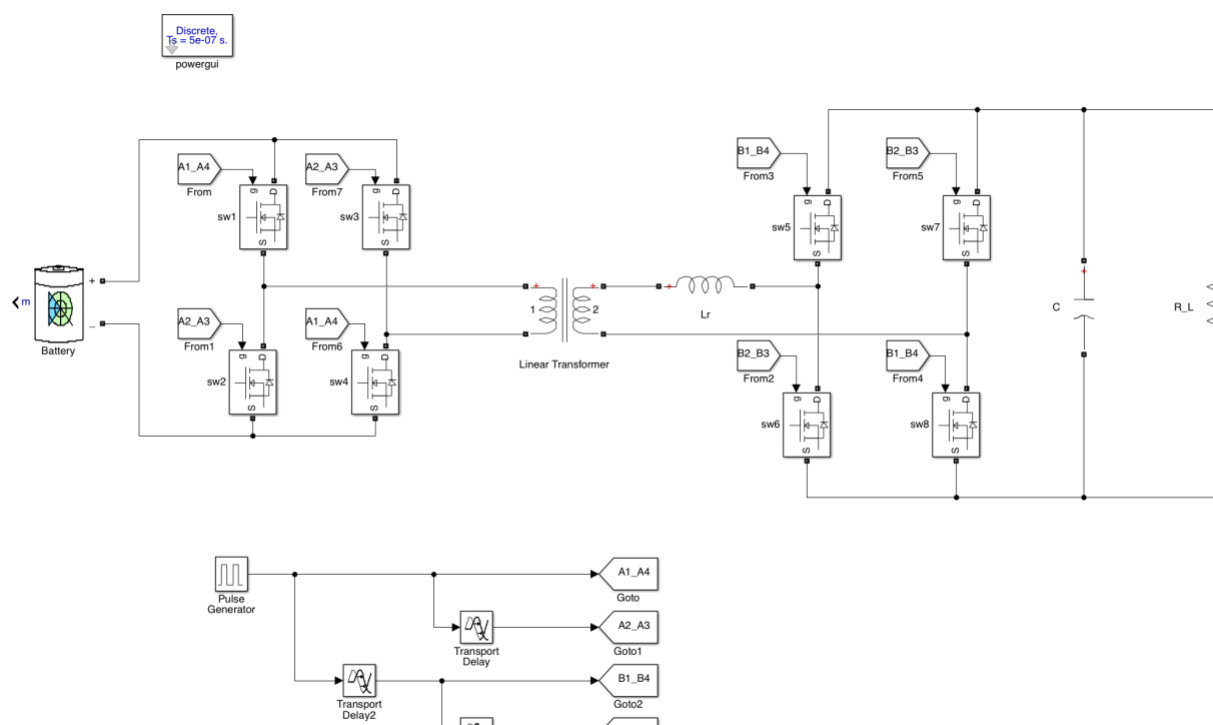 Discrete,
Ts = 5e-07 s.
powergui
A1_A4
From
A2_A3
From7
B1_B4
From3
B2_B3
From5
g
D
S
sw1
g
D
S
sw3
g
D
S
sw5
g
D
S
sw7
+
m
_
Battery
+
1
+
2
Linear Transformer
+
Lr
+
C
R_L
A2_A3
From1
A1_A4
From6
B2_B3
From2
B1_B4
From4
g
D
S
sw2
g
D
S
sw4
g
D
S
sw6
g
D
S
sw8
Pulse
Generator
A1_A4
Goto
Transport
Delay
A2_A3
Goto1
Transport
Delay2
B1_B4
Goto2